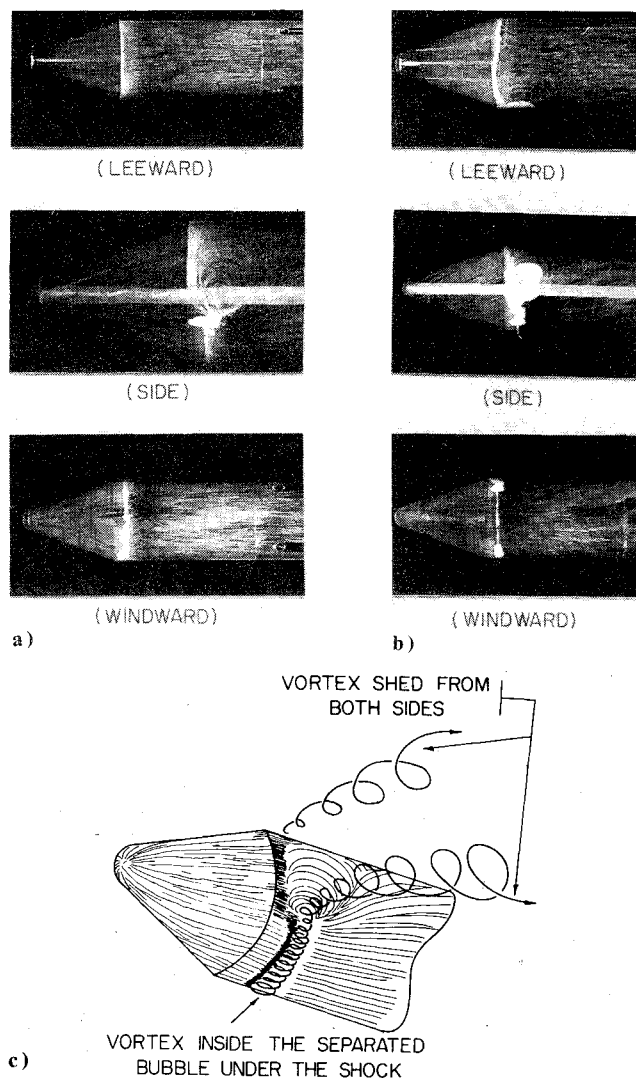 (LEEWARD)
(LEEWARD)
(SIDE)
(SIDE)
(WINDWARD)
(WINDWARD)
a)
b)
VORTEX SHED FROM
BOTH SIDES
VORTEX INSIDE THE SEPARATED
BUBBLE UNDER THE SHOCK
c)